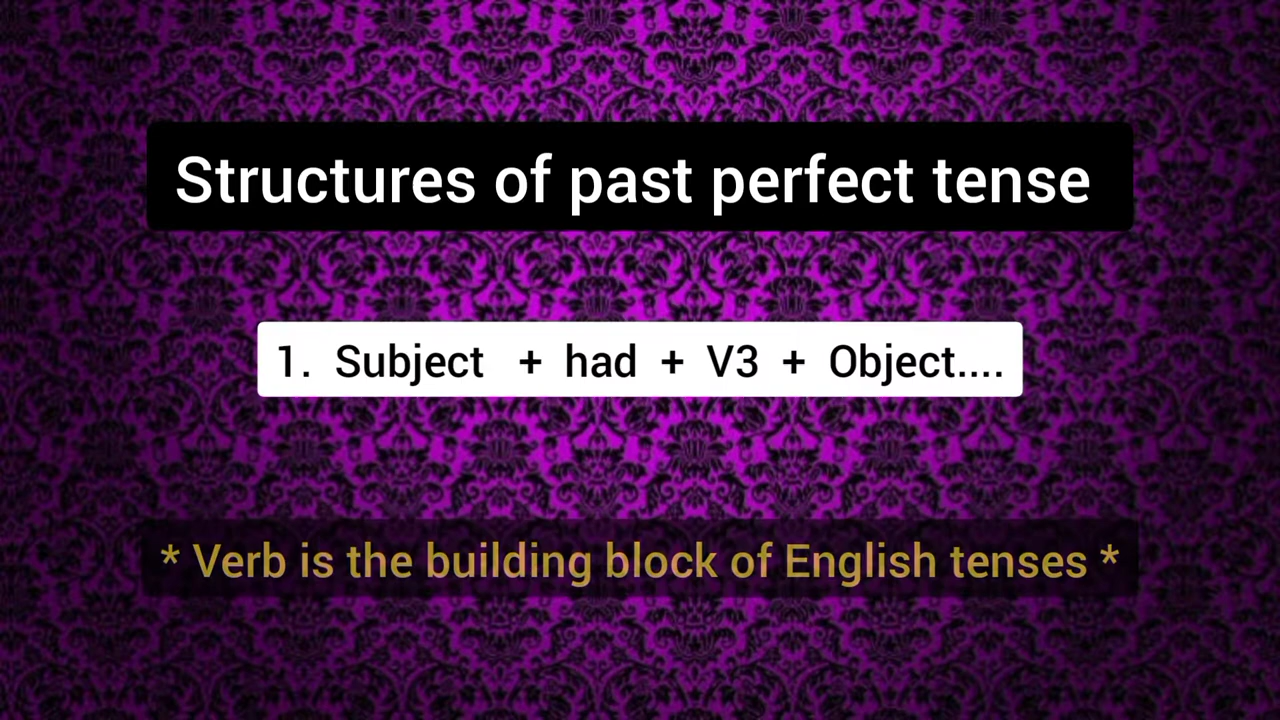 Structures of past perfect tense
1. Subject + had + V3 + Object....
* Verb is the building block of English tenses *